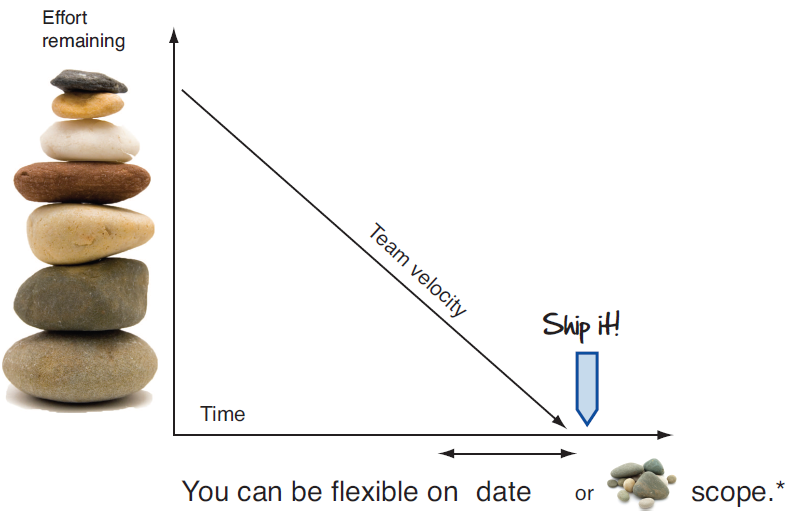 Effort
remaining
Team velocity
Ship it!
Time
You can be flexible on date or scope.*